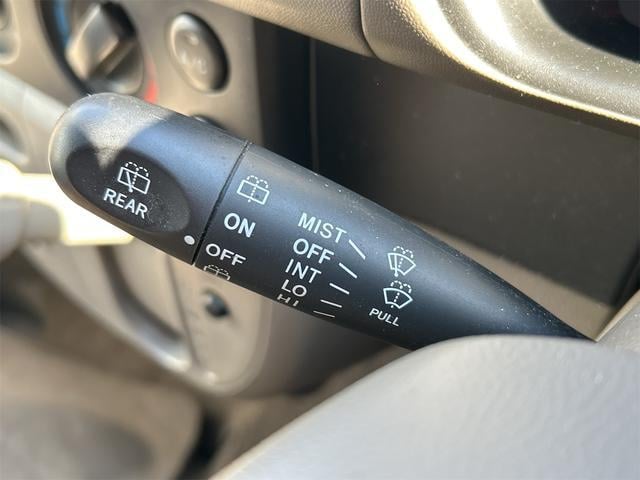 REAR
ON
OFF
MIST
OFF
INT
LO
HI
PULL